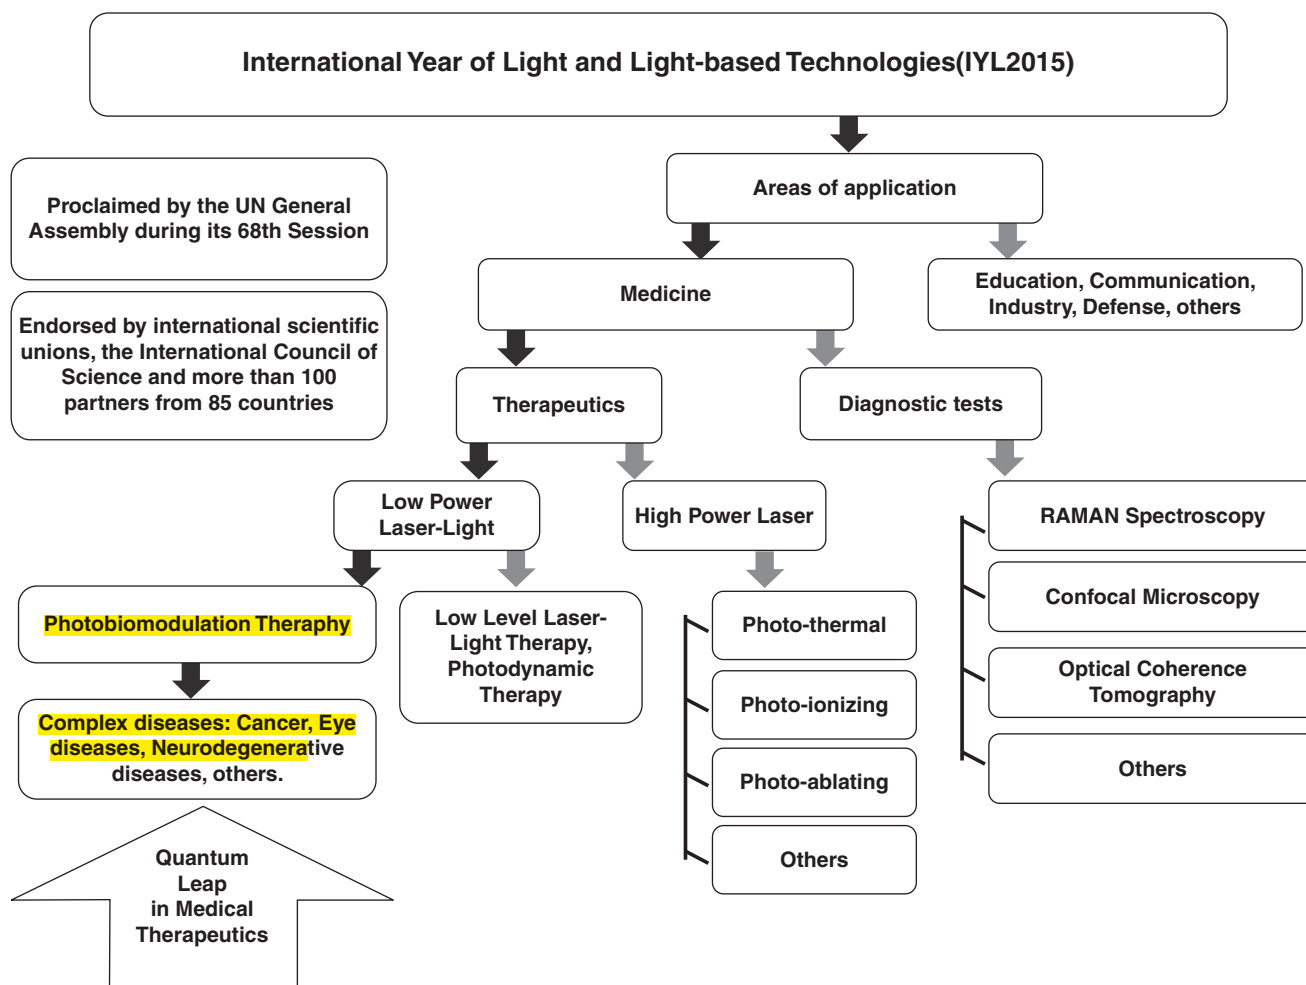 International Year of Light and Light-based Technologies(IYL2015)
Proclaimed by the UN General
Assembly during its 68th Session
Endorsed by international scientific
unions, the International Council of
Science and more than 100
partners from 85 countries
Areas of application
Medicine
Education, Communication,
Industry, Defense, others
Therapeutics
Diagnostic tests
Low Power
Laser-Light
High Power Laser
RAMAN Spectroscopy
Confocal Microscopy
Optical Coherence
Tomography
Others
Photobiomodulation Theraphy
Low Level Laser-
Light Therapy,
Photodynamic
Therapy
Photo-thermal
Photo-ionizing
Photo-ablating
Others
Complex diseases: Cancer, Eye
diseases, Neurodegenerative
diseases, others.
Quantum
Leap
in Medical
Therapeutics